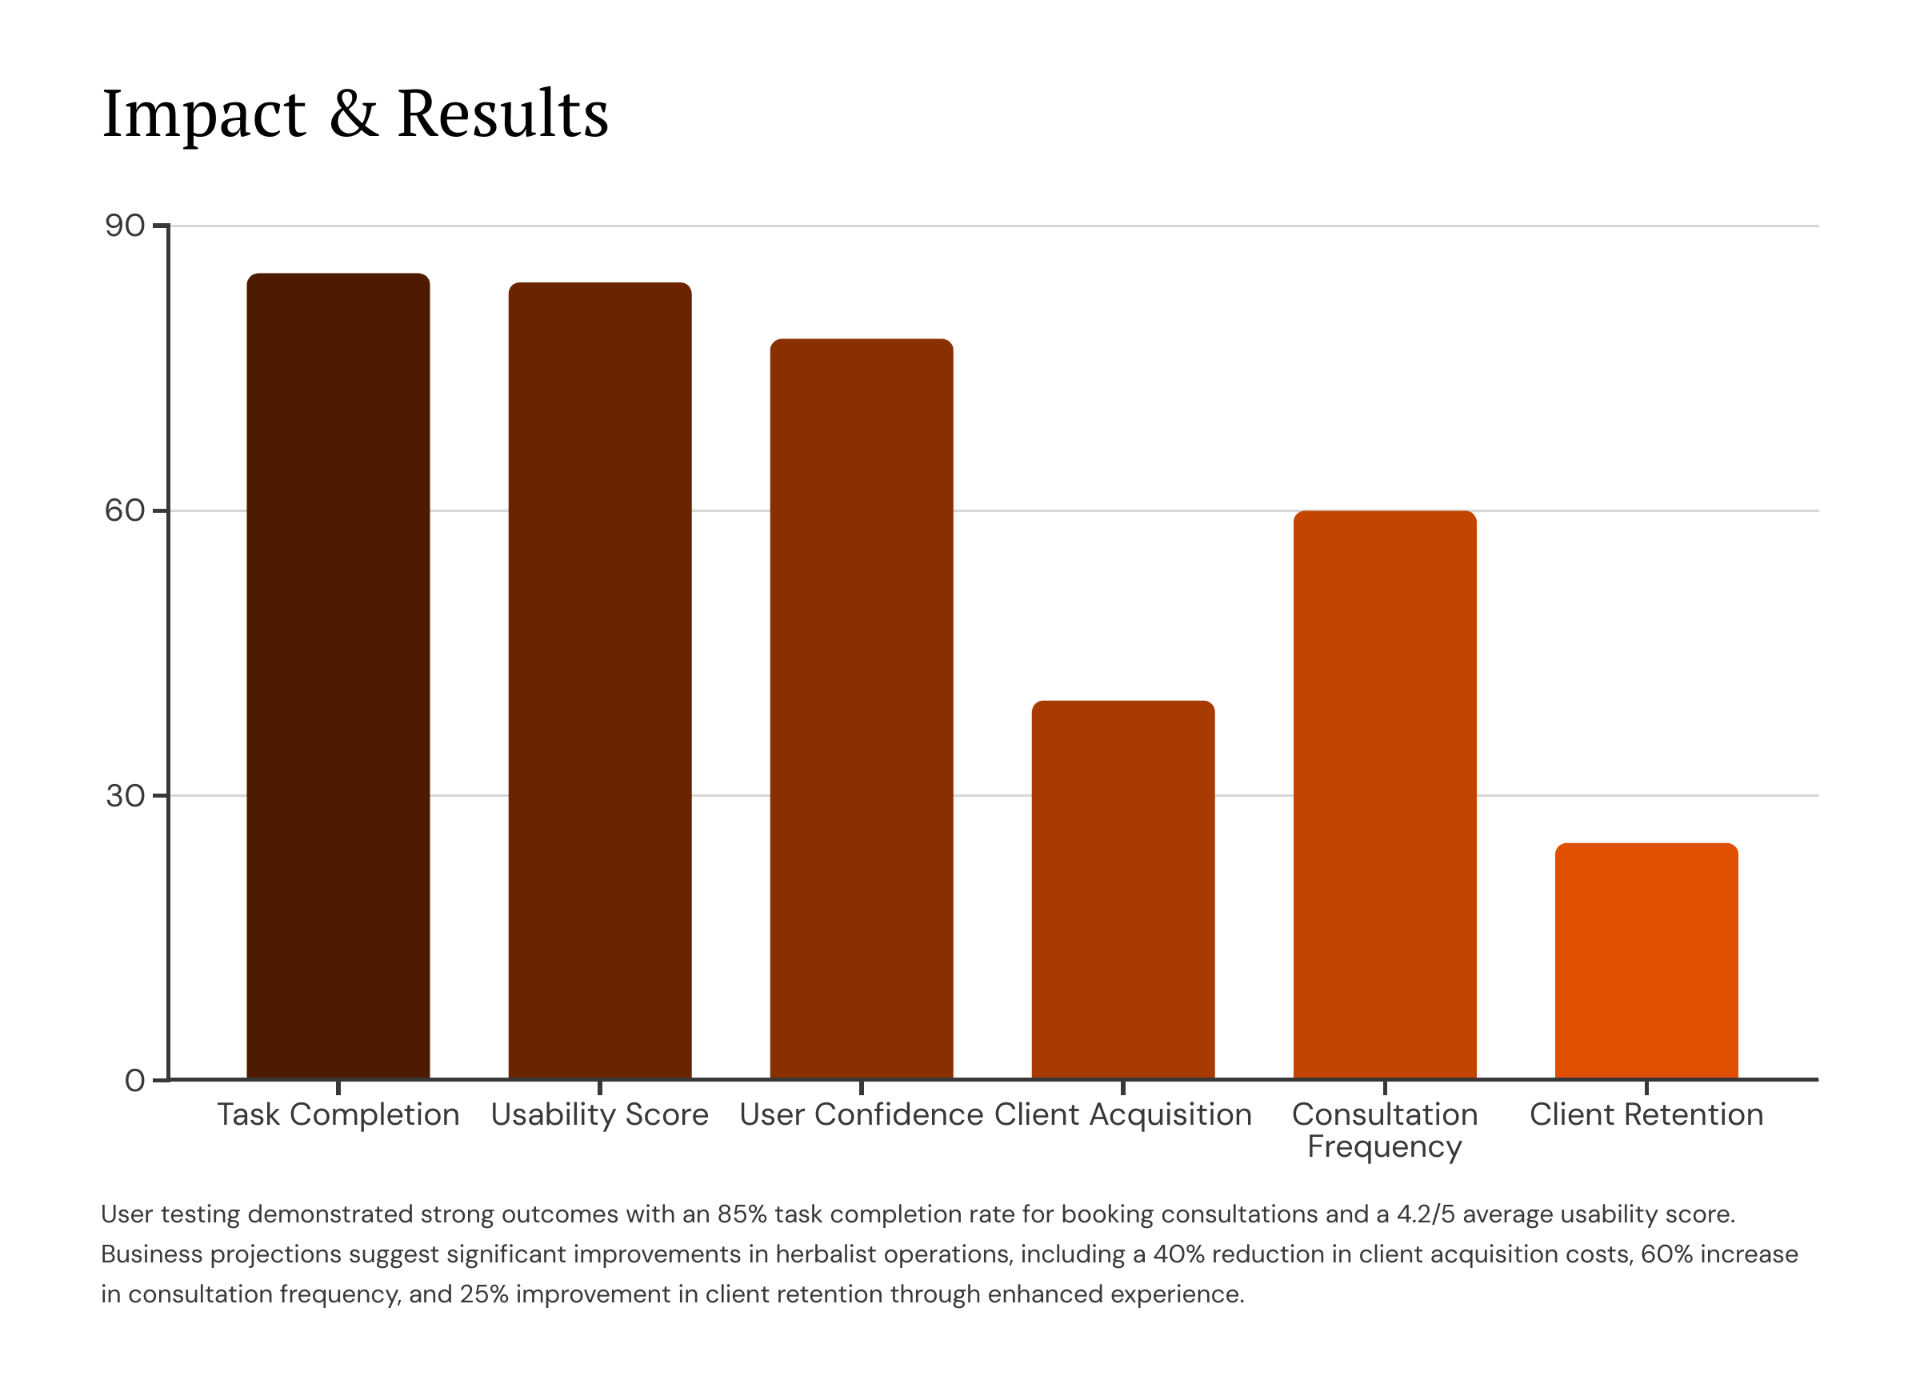 Impact & Results
90
60
30
0
Task Completion
Usability Score
User Confidence
Client Acquisition
Consultation
Frequency
Client Retention
User testing demonstrated strong outcomes with an 85% task completion rate for booking consultations and a 4.2/5 average usability score.
Business projections suggest significant improvements in herbalist operations, including a 40% reduction in client acquisition costs, 60% increase
in consultation frequency, and 25% improvement in client retention through enhanced experience.